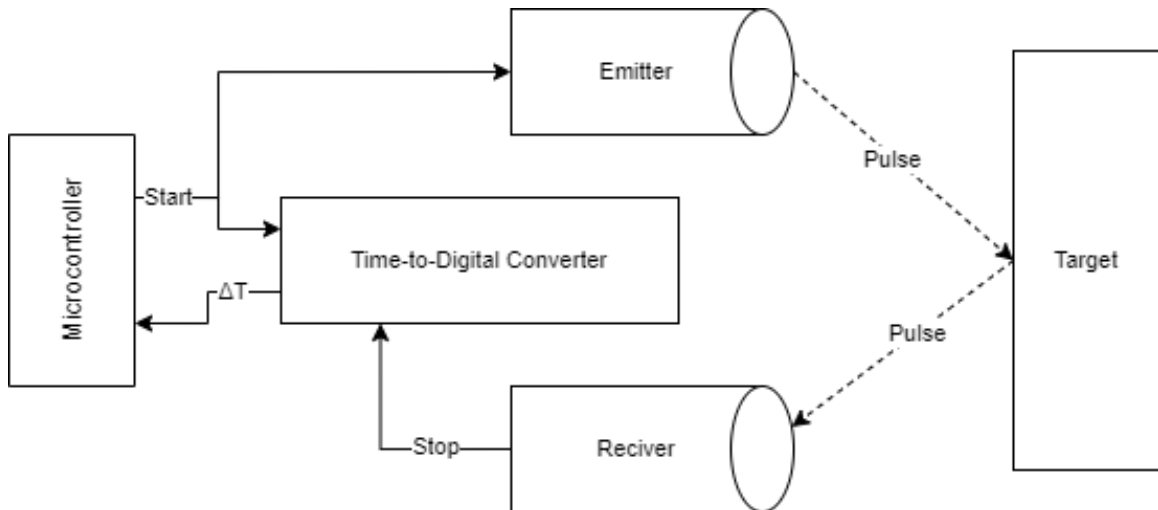 Emitter
Pulse
Microcontroller
Start
Time-to-Digital Converter
Target
ΔT
Pulse
Stop
Reciver